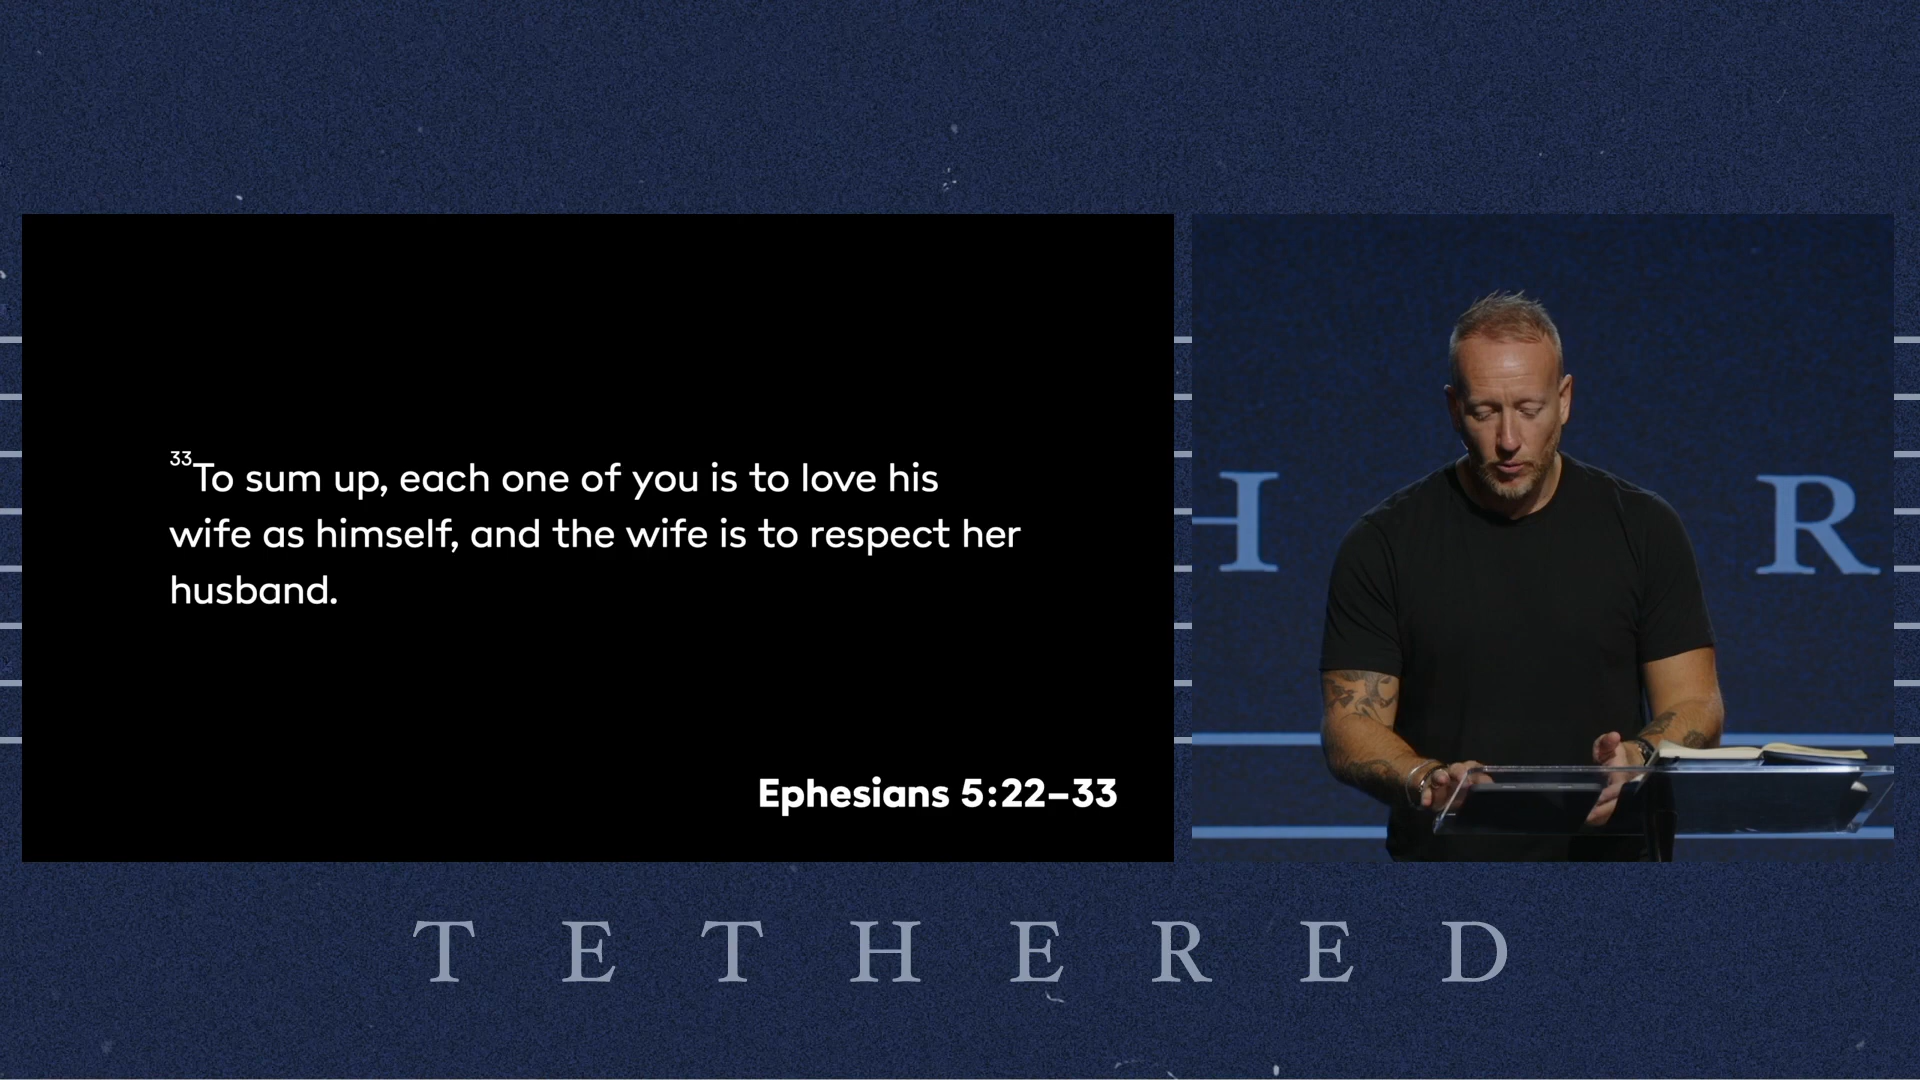 ³³To sum up, each one of you is to love his
wife as himself, and the wife is to respect her
husband.
Ephesians 5:22–33
H R
T E T H E R E D